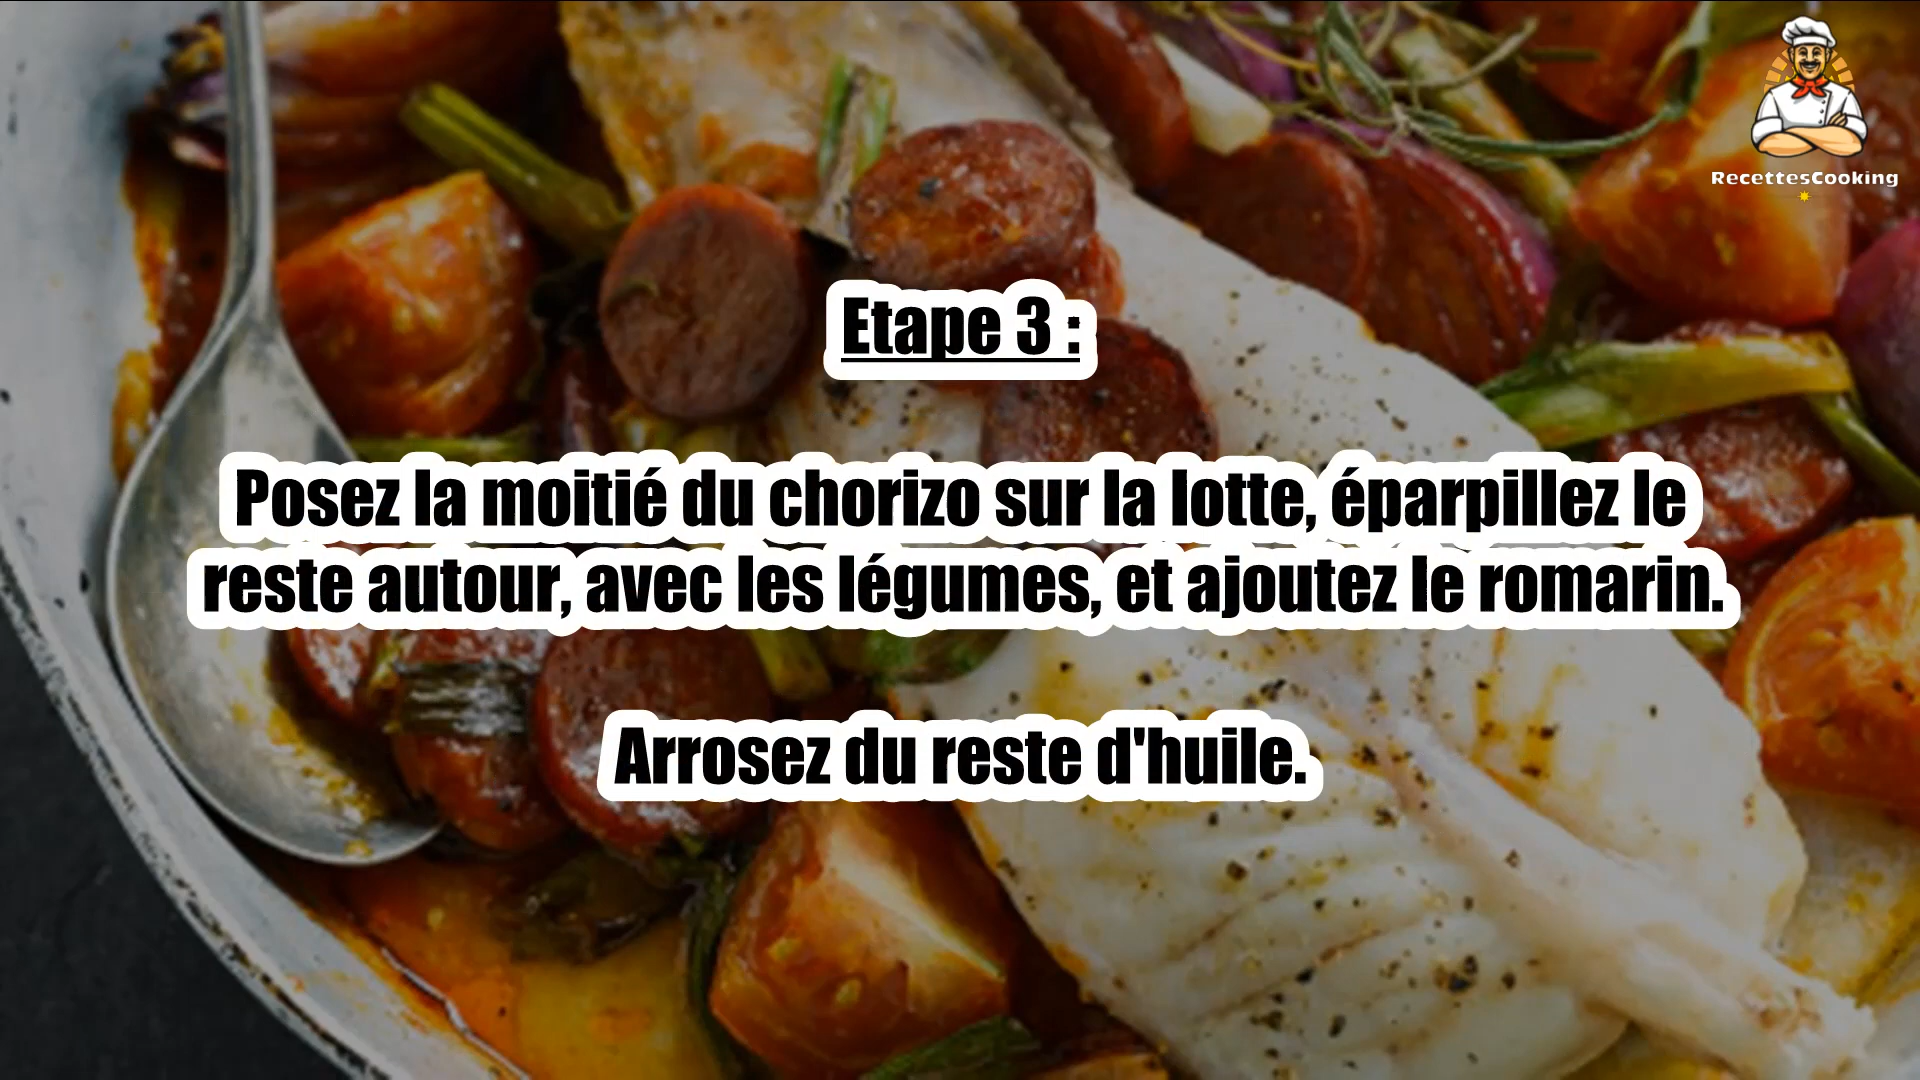 RecettesCooking
Etape 3 :
Posez la moitié du chorizo sur la lotte, éparpillez le
reste autour, avec les légumes, et ajoutez le romarin.
Arrosez du reste d'huile.